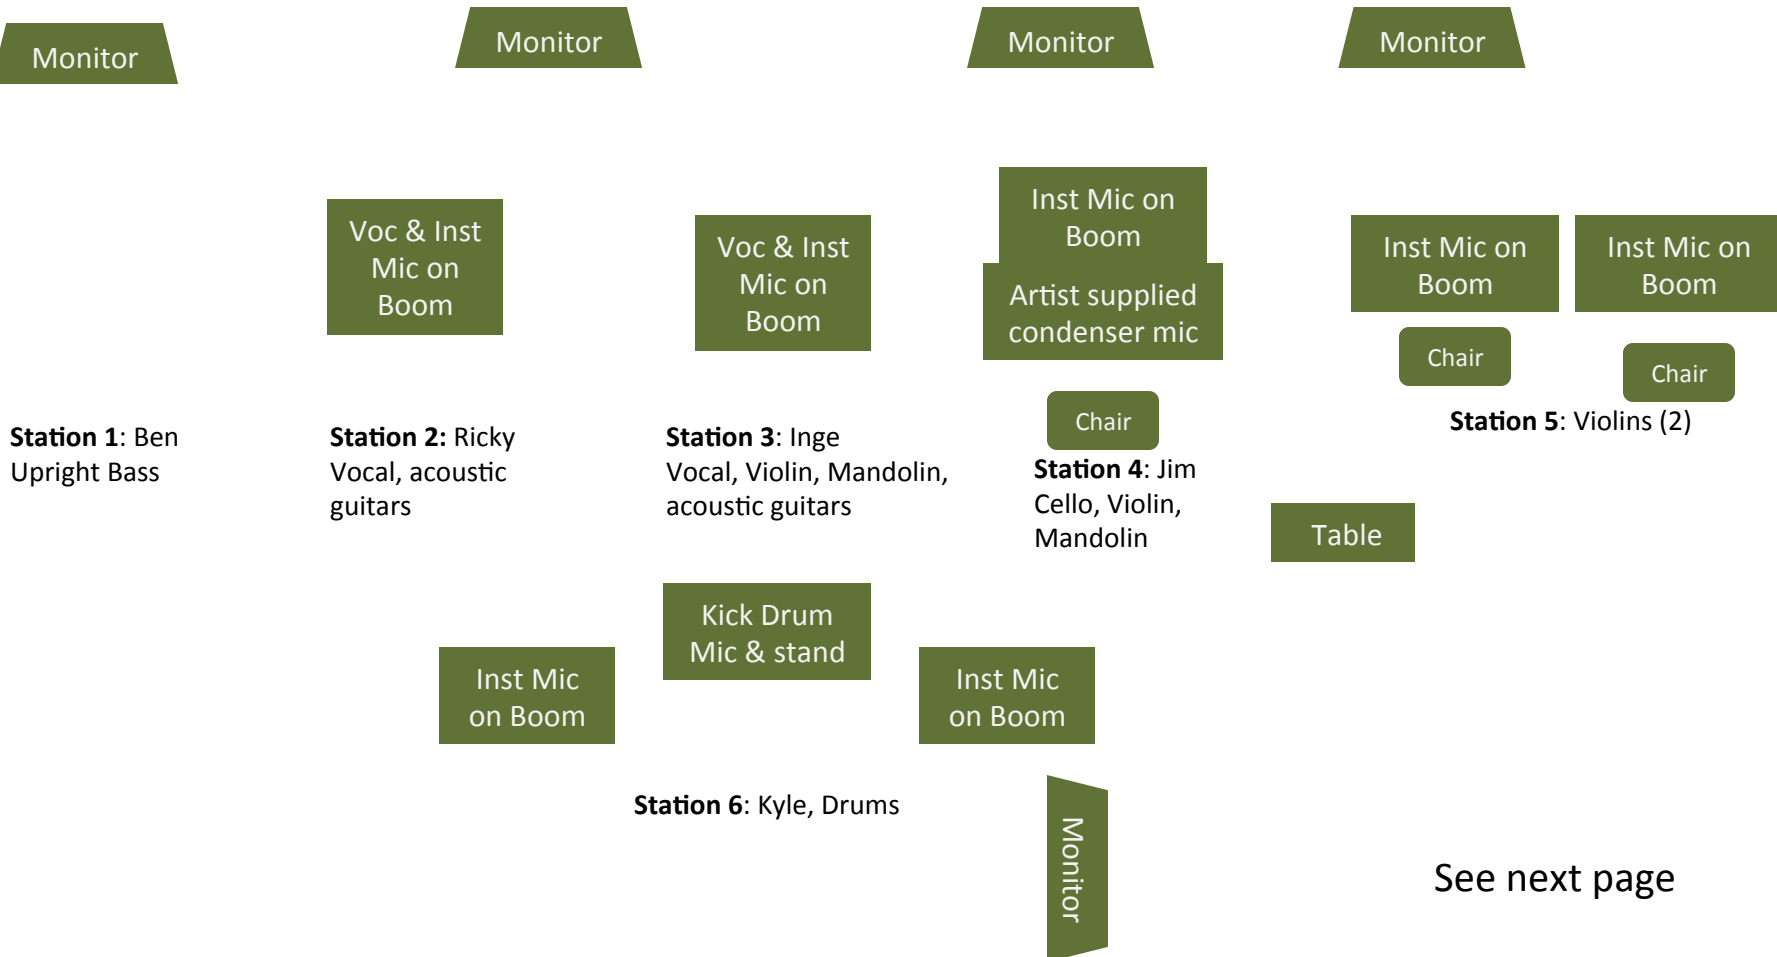 Monitor
Monitor
Monitor
Monitor
Voc & Inst
Mic on
Boom
Voc & Inst
Mic on
Boom
Inst Mic on
Boom
Artist supplied
condenser mic
Inst Mic on
Boom
Inst Mic on
Boom
Chair
Chair
Chair
Station 1: Ben
Upright Bass
Station 2: Ricky
Vocal, acoustic
guitars
Station 3: Inge
Vocal, Violin, Mandolin,
acoustic guitars
Station 4: Jim
Cello, Violin,
Mandolin
Station 5: Violins (2)
Table
Kick Drum
Mic & stand
Inst Mic
on Boom
Inst Mic
on Boom
Station 6: Kyle, Drums
Monitor
See next page